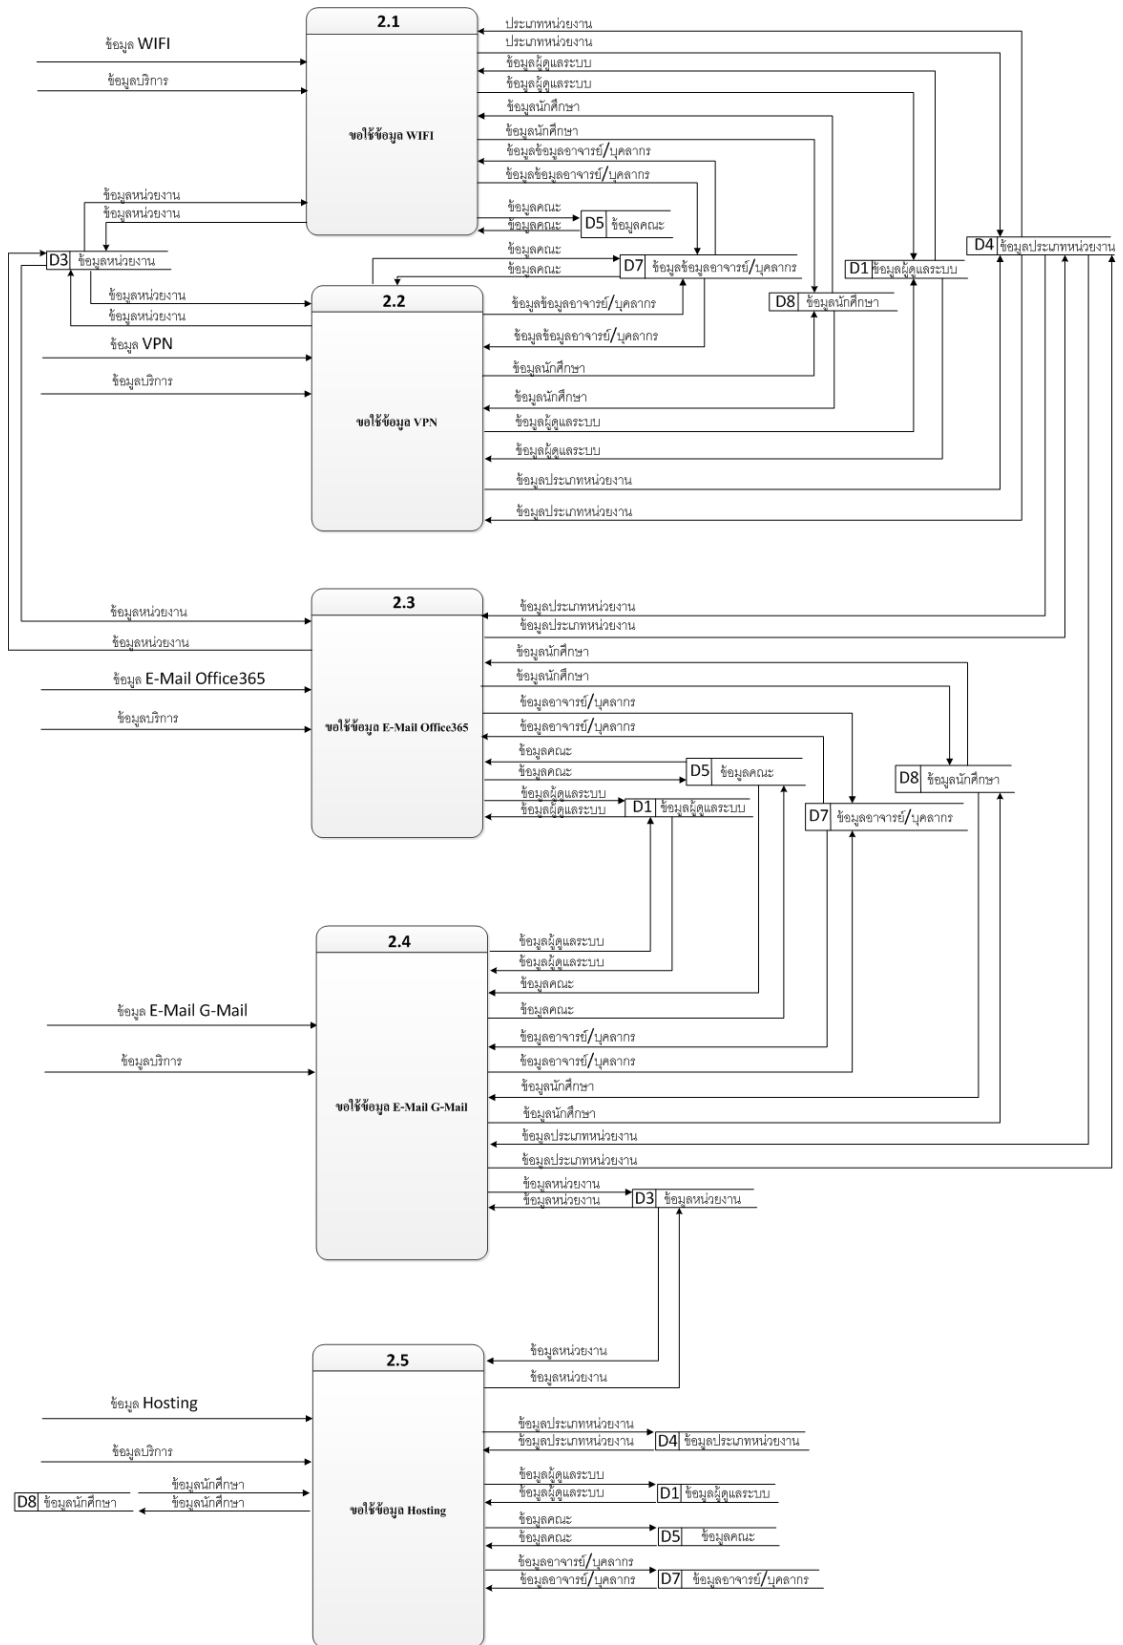 2.1
ขอใช้ข้อมูล WIFI
ข้อมูล WIFI
ข้อมูลบริการ
ประเภทหน่วยงาน
ประเภทหน่วยงาน
ข้อมูลผู้ดูแลระบบ
ข้อมูลผู้ดูแลระบบ
ข้อมูลนักศึกษา
ข้อมูลนักศึกษา
ข้อมูลข้อมูลอาจารย์/บุคลากร
ข้อมูลข้อมูลอาจารย์/บุคลากร
ข้อมูลหน่วยงาน
ข้อมูลหน่วยงาน
ข้อมูลคณะ
ข้อมูลคณะ
D5 ข้อมูลคณะ
D3 ข้อมูลหน่วยงาน
D4 ข้อมูลประเภทหน่วยงาน
D7 ข้อมูลข้อมูลอาจารย์/บุคลากร
D1 ข้อมูลผู้ดูแลระบบ
D8 ข้อมูลนักศึกษา
ข้อมูลคณะ
ข้อมูลคณะ
2.2
ขอใช้ข้อมูล VPN
ข้อมูลหน่วยงาน
ข้อมูลหน่วยงาน
ข้อมูล VPN
ข้อมูลบริการ
ข้อมูลข้อมูลอาจารย์/บุคลากร
ข้อมูลข้อมูลอาจารย์/บุคลากร
ข้อมูลนักศึกษา
ข้อมูลนักศึกษา
ข้อมูลผู้ดูแลระบบ
ข้อมูลผู้ดูแลระบบ
ข้อมูลประเภทหน่วยงาน
ข้อมูลประเภทหน่วยงาน
2.3
ขอใช้ข้อมูล E-Mail Office365
ข้อมูลหน่วยงาน
ข้อมูลหน่วยงาน
ข้อมูล E-Mail Office365
ข้อมูลบริการ
ข้อมูลประเภทหน่วยงาน
ข้อมูลประเภทหน่วยงาน
ข้อมูลนักศึกษา
ข้อมูลนักศึกษา
ข้อมูลอาจารย์/บุคลากร
ข้อมูลอาจารย์/บุคลากร
ข้อมูลคณะ
ข้อมูลคณะ
D5 ข้อมูลคณะ
D8 ข้อมูลนักศึกษา
ข้อมูลผู้ดูแลระบบ
ข้อมูลผู้ดูแลระบบ
D1 ข้อมูลผู้ดูแลระบบ
D7 ข้อมูลอาจารย์/บุคลากร
2.4
ขอใช้ข้อมูล E-Mail G-Mail
ข้อมูล E-Mail G-Mail
ข้อมูลบริการ
ข้อมูลผู้ดูแลระบบ
ข้อมูลผู้ดูแลระบบ
ข้อมูลคณะ
ข้อมูลคณะ
ข้อมูลอาจารย์/บุคลากร
ข้อมูลอาจารย์/บุคลากร
ข้อมูลนักศึกษา
ข้อมูลนักศึกษา
ข้อมูลประเภทหน่วยงาน
ข้อมูลประเภทหน่วยงาน
ข้อมูลหน่วยงาน
ข้อมูลหน่วยงาน
D3 ข้อมูลหน่วยงาน
2.5
ขอใช้ข้อมูล Hosting
ข้อมูลหน่วยงาน
ข้อมูลหน่วยงาน
ข้อมูล Hosting
ข้อมูลบริการ
ข้อมูลนักศึกษา
ข้อมูลนักศึกษา
D8 ข้อมูลนักศึกษา
ข้อมูลประเภทหน่วยงาน
ข้อมูลประเภทหน่วยงาน
D4 ข้อมูลประเภทหน่วยงาน
ข้อมูลผู้ดูแลระบบ
ข้อมูลผู้ดูแลระบบ
D1 ข้อมูลผู้ดูแลระบบ
ข้อมูลคณะ
ข้อมูลคณะ
D5 ข้อมูลคณะ
ข้อมูลอาจารย์/บุคลากร
ข้อมูลอาจารย์/บุคลากร
D7 ข้อมูลอาจารย์/บุคลากร